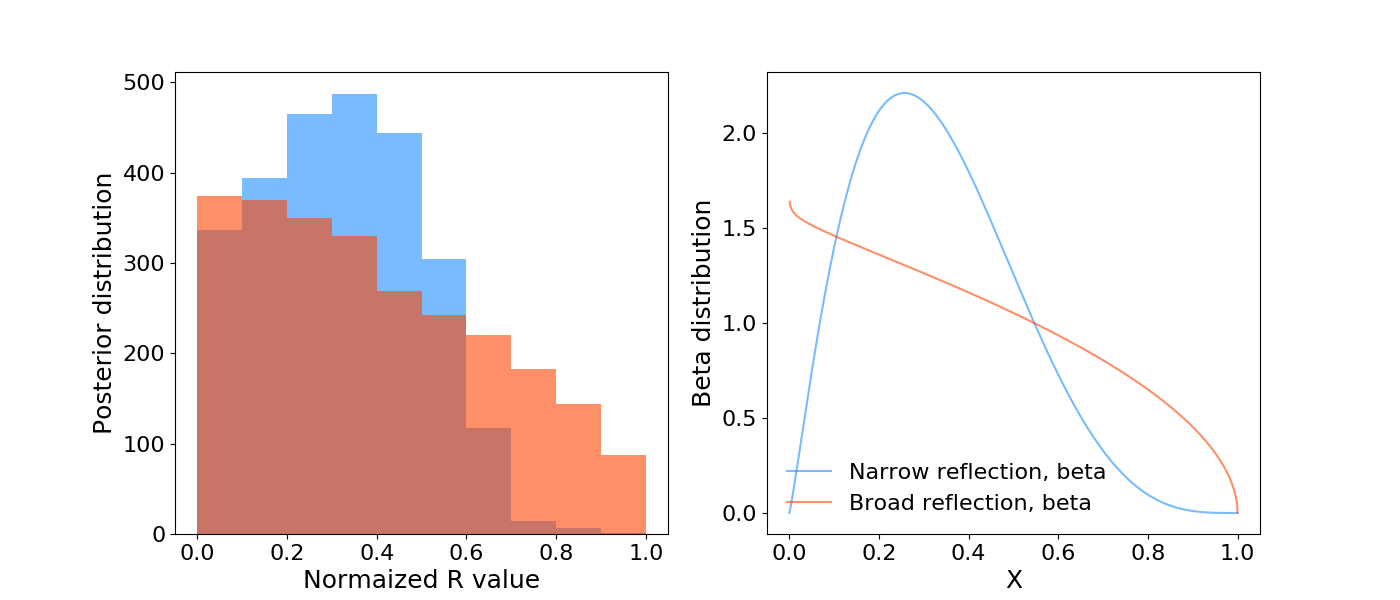 500
400
300
200
100
0
0.0 0.2 0.4 0.6 0.8 1.0
Posterior distribution
Normaized R value
2.0
1.5
1.0
0.5
0.0
0.0 0.2 0.4 0.6 0.8 1.0
Beta distribution
X
Narrow reflection, beta
Broad reflection, beta